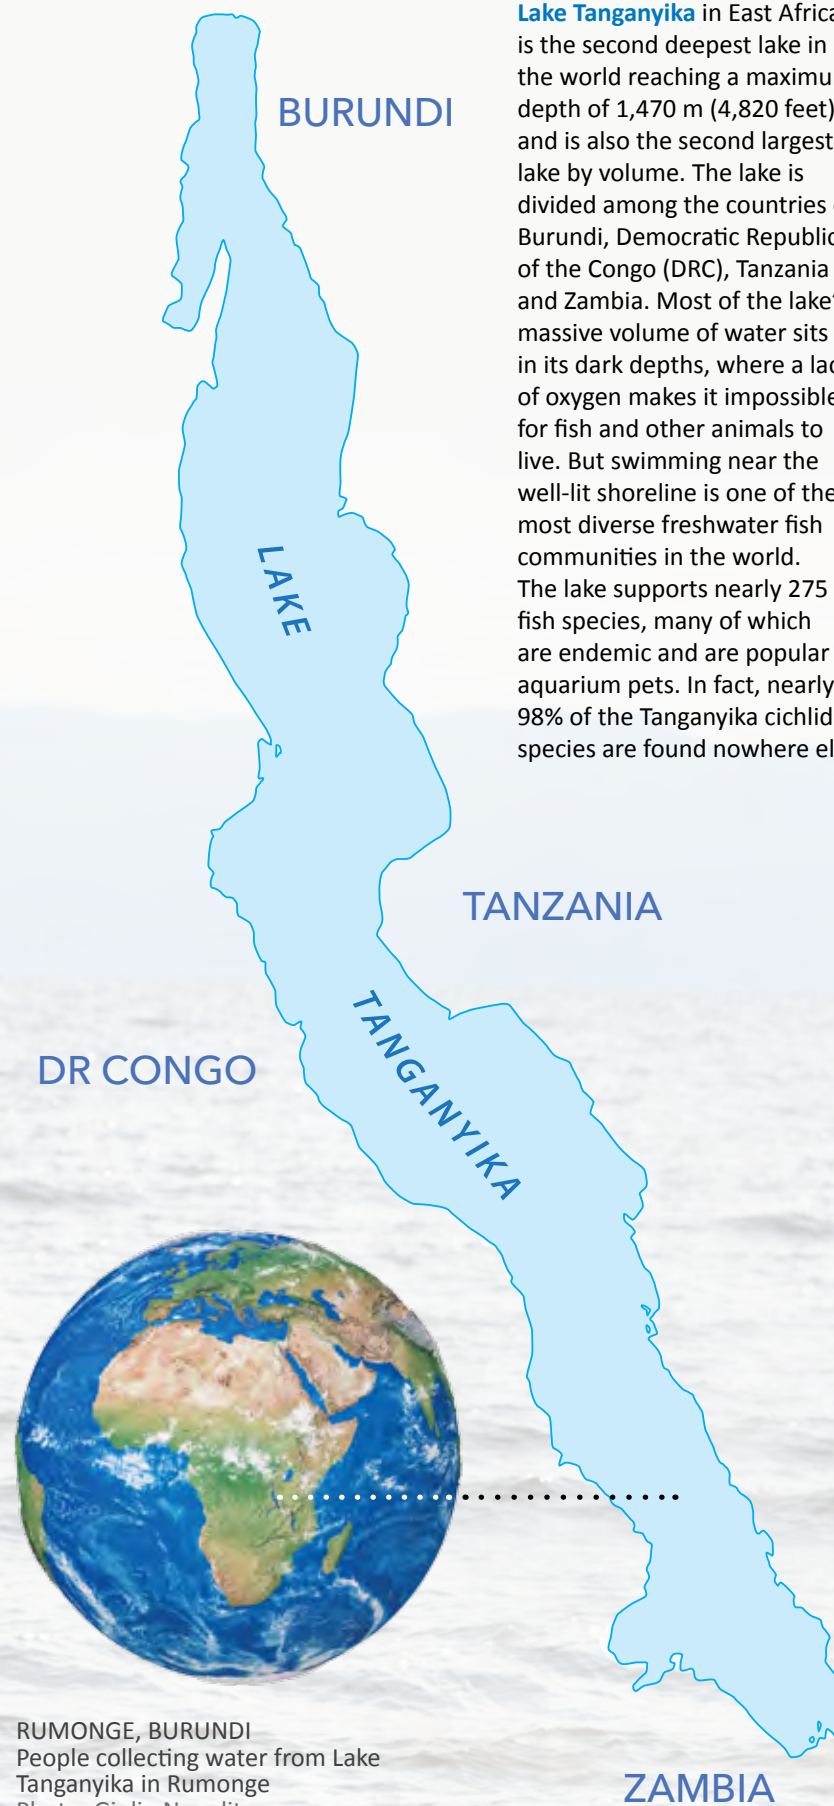 Lake Tanganyika in East Africa
is the second deepest lake in
the world reaching a
depth of 1,470 m (4,820 feet)
and is also the second largest
lake by volume. The lake is
divided among the countries
Burundi, Democratic Republic
of the Congo (DRC), Tanzania
and Zambia. Most of the
massive volume of water sits
in its dark depths, where a
of oxygen makes it impossible
for fish and other animals to
live. But swimming near the
well-lit shoreline is one of the
most diverse freshwater fish
communities in the world.
The lake supports nearly 275
fish species, many of which
are endemic and are popular
aquarium pets. In fact, nearly
98% of the Tanganyika cichlid
species are found nowhere
BURUNDI
LAKE
TANZANIA
TANGANYIKA
DR CONGO
RUMONGE, BURUNDI
People collecting water from Lake
Tanganyika in Rumonge
ZAMBIA